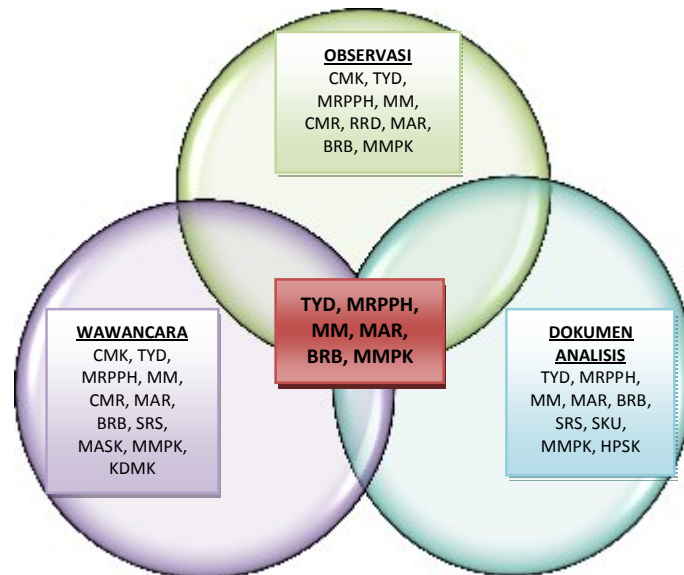 OBSERVASI
CMK, TYD,
MRPPH, MM,
CMR, RRD, MAR,
BRB, MMPK
TYD, MRPPH,
MM, MAR,
BRB, MMPK
WAWANCARA
CMK, TYD,
MRPPH, MM,
CMR, MAR,
BRB, SRS,
MASK, MMPK,
KDMK
DOKUMEN
ANALISIS
TYD, MRPPH,
MM, MAR, BRB,
SRS, SKU,
MMPK, HPSK